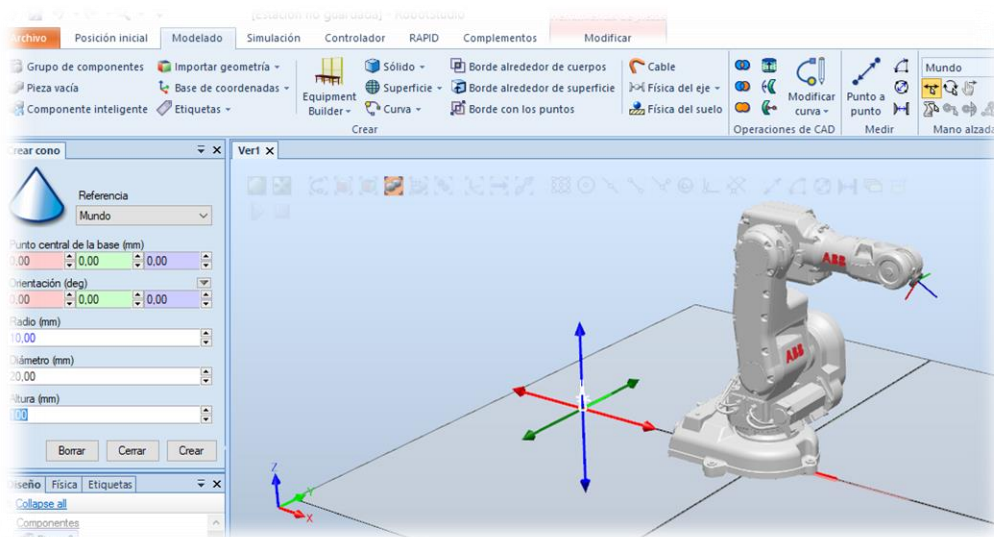 [Estación no guardada] - RobotStudio
Archivo Posición inicial Modelado Simulación Controlador RAPID Complementos Modificar
Grupo de componentes Importar geometría Sólido Borde alrededor de cuerpos Cable Mundo
Pieza vacía Base de coordenadas Superficie Borde alrededor de superficie Física del eje
Equipment Builder Modificar curva Punto a punto
Componente inteligente Etiquetas Curva Borde con los puntos Física del suelo
Crear Operaciones de CAD Medir Mano alzada
Crear cono Ver1
Referencia
Mundo
Punto central de la base (mm)
0,00 0,00 0,00
Orientación (deg)
0,00 0,00 0,00
Radio (mm)
10,00
Diámetro (mm)
20,00
Altura (mm)
Borrar Cerrar Crear
Diseño Física Etiquetas
Collapse all
Componentes
ABB
ABB
Z
Y
X